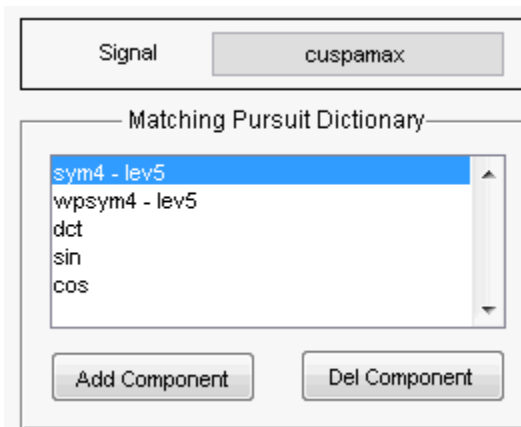 Signal cuspamax
Matching Pursuit Dictionary
sym4 - lev5
wpsym4 - lev5
dct
sin
cos
Add Component Del Component